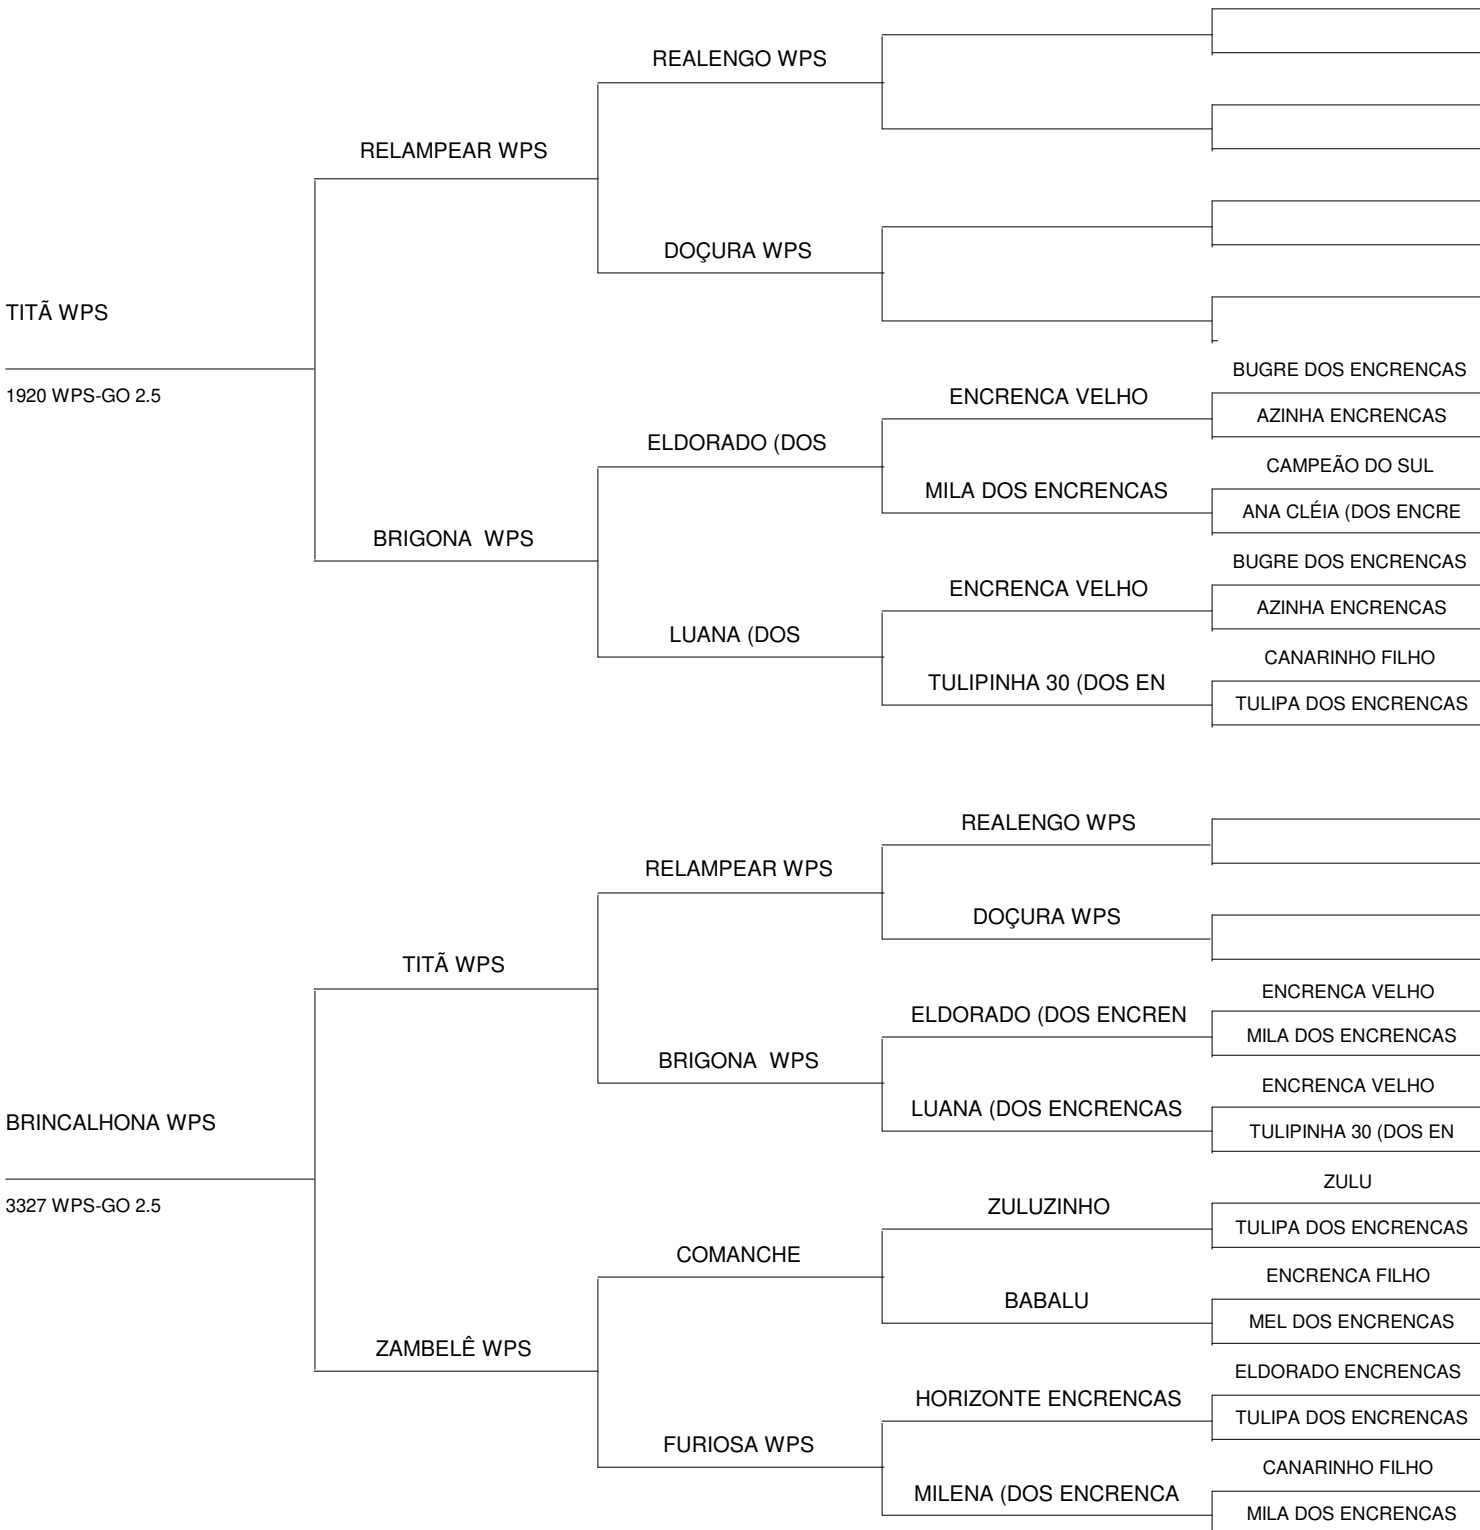 REALENGO WPS
RELAMPEAR WPS
DOÇURA WPS
TITÃ WPS
1920 WPS-GO 2.5
BUGRE DOS ENCRENCAS
ENCRENCA VELHO
AZINHA ENCRENCAS
ELDORADO (DOS
CAMPEÃO DO SUL
MILA DOS ENCRENCAS
ANA CLÉIA (DOS ENCRE
BRIGONA WPS
BUGRE DOS ENCRENCAS
ENCRENCA VELHO
AZINHA ENCRENCAS
LUANA (DOS
CANARINHO FILHO
TULIPINHA 30 (DOS EN
TULIPA DOS ENCRENCAS
REALENGO WPS
RELAMPEAR WPS
DOÇURA WPS
TITÃ WPS
ENCRENCA VELHO
ELDORADO (DOS ENCREN
MILA DOS ENCRENCAS
BRIGONA WPS
ENCRENCA VELHO
LUANA (DOS ENCRENCAS
TULIPINHA 30 (DOS EN
BRINCALHONA WPS
3327 WPS-GO 2.5
ZULU
ZULUZINHO
TULIPA DOS ENCRENCAS
COMANCHE
ENCRENCA FILHO
BABALU
MEL DOS ENCRENCAS
ZAMBELÊ WPS
ELDORADO ENCRENCAS
HORIZONTE ENCRENCAS
TULIPA DOS ENCRENCAS
FURIOSA WPS
CANARINHO FILHO
MILENA (DOS ENCRENCA
MILA DOS ENCRENCAS